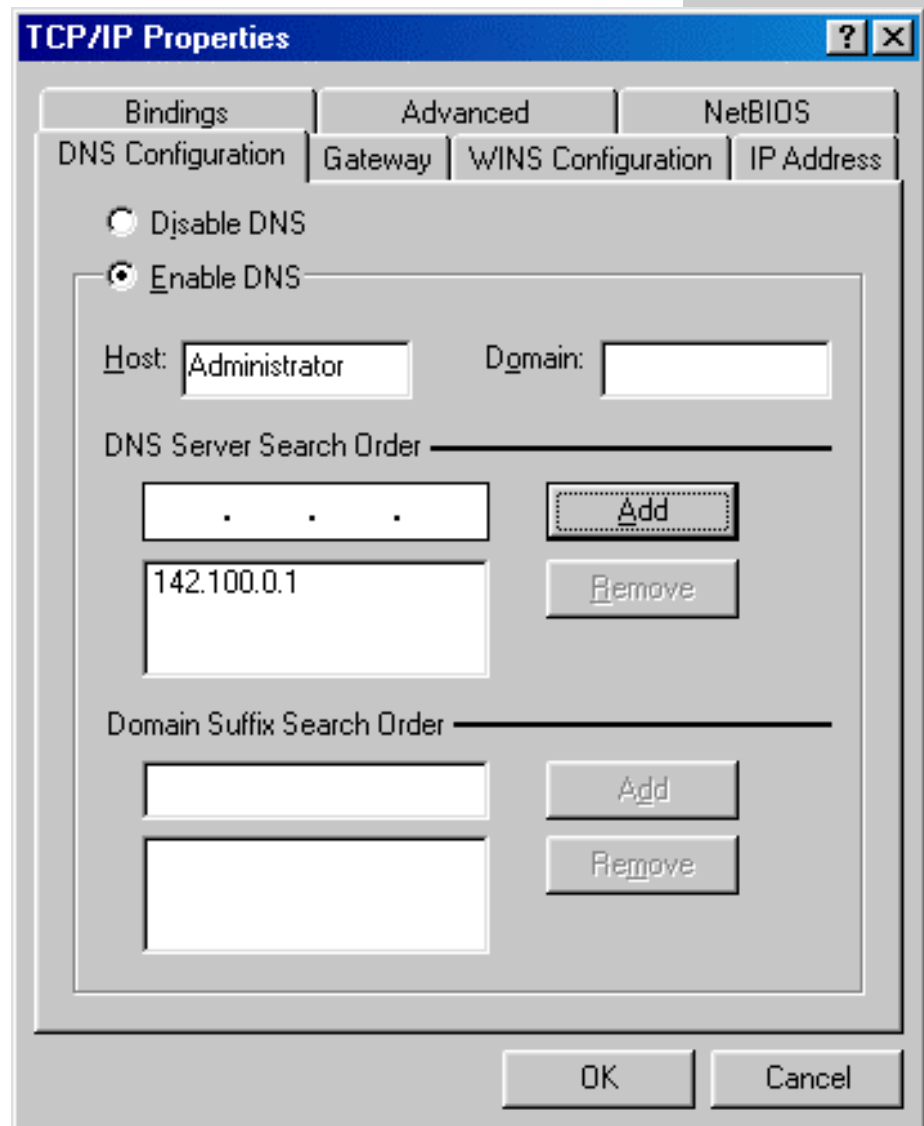 TCP/IP Properties
Bindings Advanced NetBIOS
DNS Configuration Gateway WINS Configuration IP Address
Disable DNS
Enable DNS
Host: Administrator Domain:
DNS Server Search Order
. . .
Add
142.100.0.1
Remove
Domain Suffix Search Order
Add
Remove
OK Cancel